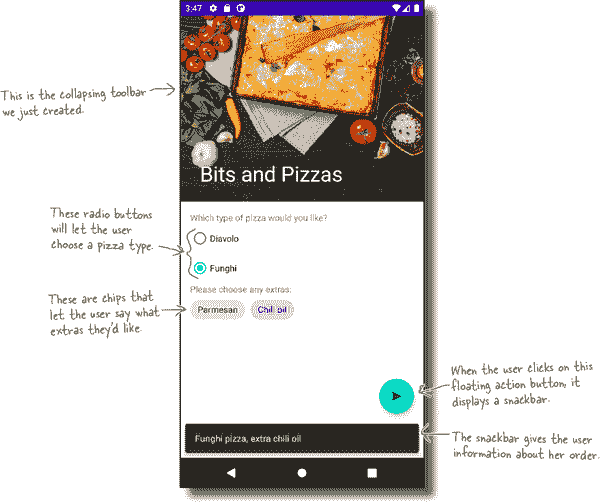 3:47
This is the collapsing toolbar
we just created.
Bits and Pizzas
Which type of pizza would you like?
These radio buttons
will let the user
choose a pizza type.
Diavolo
Funghi
Please choose any extras:
These are chips that
let the user say what
extras they'd like.
Parmesan
Chili oil
When the user clicks on this
floating action button, it
displays a snackbar.
Funghi pizza, extra chili oil
The snackbar gives the user
information about her order.